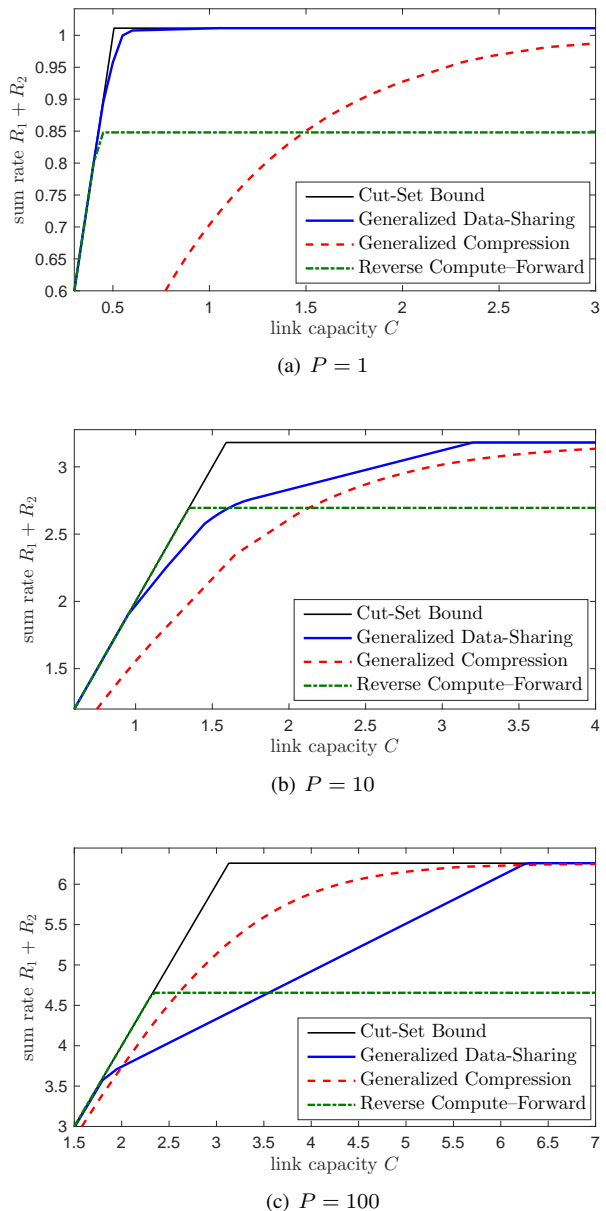 1
0.95
0.9
0.85
0.8
0.75
0.7
0.65
0.6
sum rate R₁ + R₂
Cut-Set Bound
Generalized Data-Sharing
Generalized Compression
Reverse Compute–Forward
0.5 1 1.5 2 2.5 3
link capacity C
(a) P = 1
3
2.5
2
1.5
sum rate R₁ + R₂
Cut-Set Bound
Generalized Data-Sharing
Generalized Compression
Reverse Compute–Forward
1 1.5 2 2.5 3 3.5 4
link capacity C
(b) P = 10
6
5.5
5
4.5
4
3.5
3
sum rate R₁ + R₂
Cut-Set Bound
Generalized Data-Sharing
Generalized Compression
Reverse Compute–Forward
1.5 2 2.5 3 3.5 4 4.5 5 5.5 6 6.5 7
link capacity C
(c) P = 100